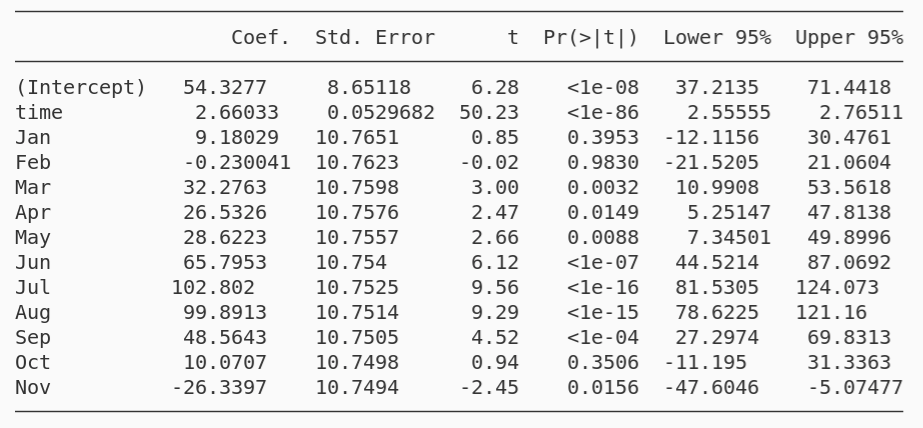 Coef. Std. Error t Pr(>|t|) Lower 95% Upper 95%
(Intercept) 54.3277 8.65118 6.28 <1e-08 37.2135 71.4418
time 2.66033 0.0529682 50.23 <1e-86 2.55555 2.76511
Jan 9.18029 10.7651 0.85 0.3953 -12.1156 30.4761
Feb -0.230041 10.7623 -0.02 0.9830 -21.5205 21.0604
Mar 32.2763 10.7598 3.00 0.0032 10.9908 53.5618
Apr 26.5326 10.7576 2.47 0.0149 5.25147 47.8138
May 28.6223 10.7557 2.66 0.0088 7.34501 49.8996
Jun 65.7953 10.754 6.12 <1e-07 44.5214 87.0692
Jul 102.802 10.7525 9.56 <1e-16 81.5305 124.073
Aug 99.8913 10.7514 9.29 <1e-15 78.6225 121.16
Sep 48.5643 10.7505 4.52 <1e-04 27.2974 69.8313
Oct 10.0707 10.7498 0.94 0.3506 -11.195 31.3363
Nov -26.3397 10.7494 -2.45 0.0156 -47.6046 -5.07477